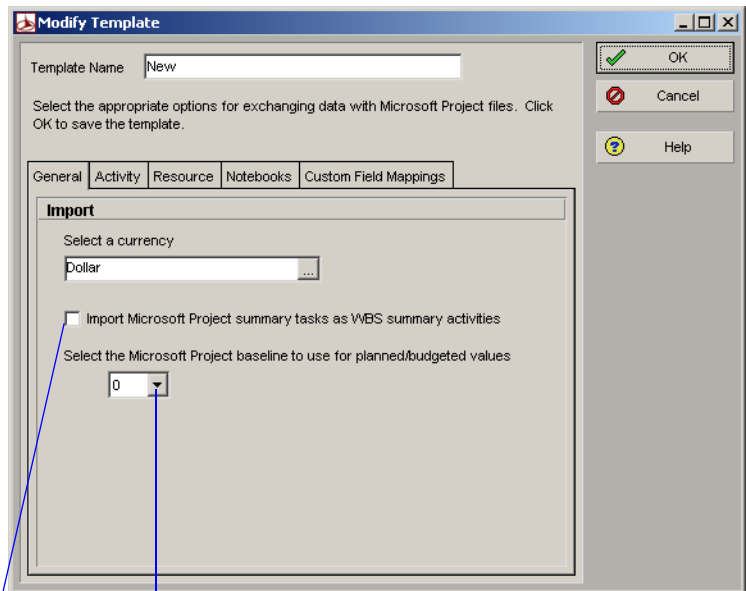 Modify Template
Template Name New
OK
Select the appropriate options for exchanging data with Microsoft Project files. Click
OK to save the template.
Cancel
Help
General Activity Resource Notebooks Custom Field Mappings
Import
Select a currency
Dollar ...
Import Microsoft Project summary tasks as WBS summary activities
Select the Microsoft Project baseline to use for planned/budgeted values
0